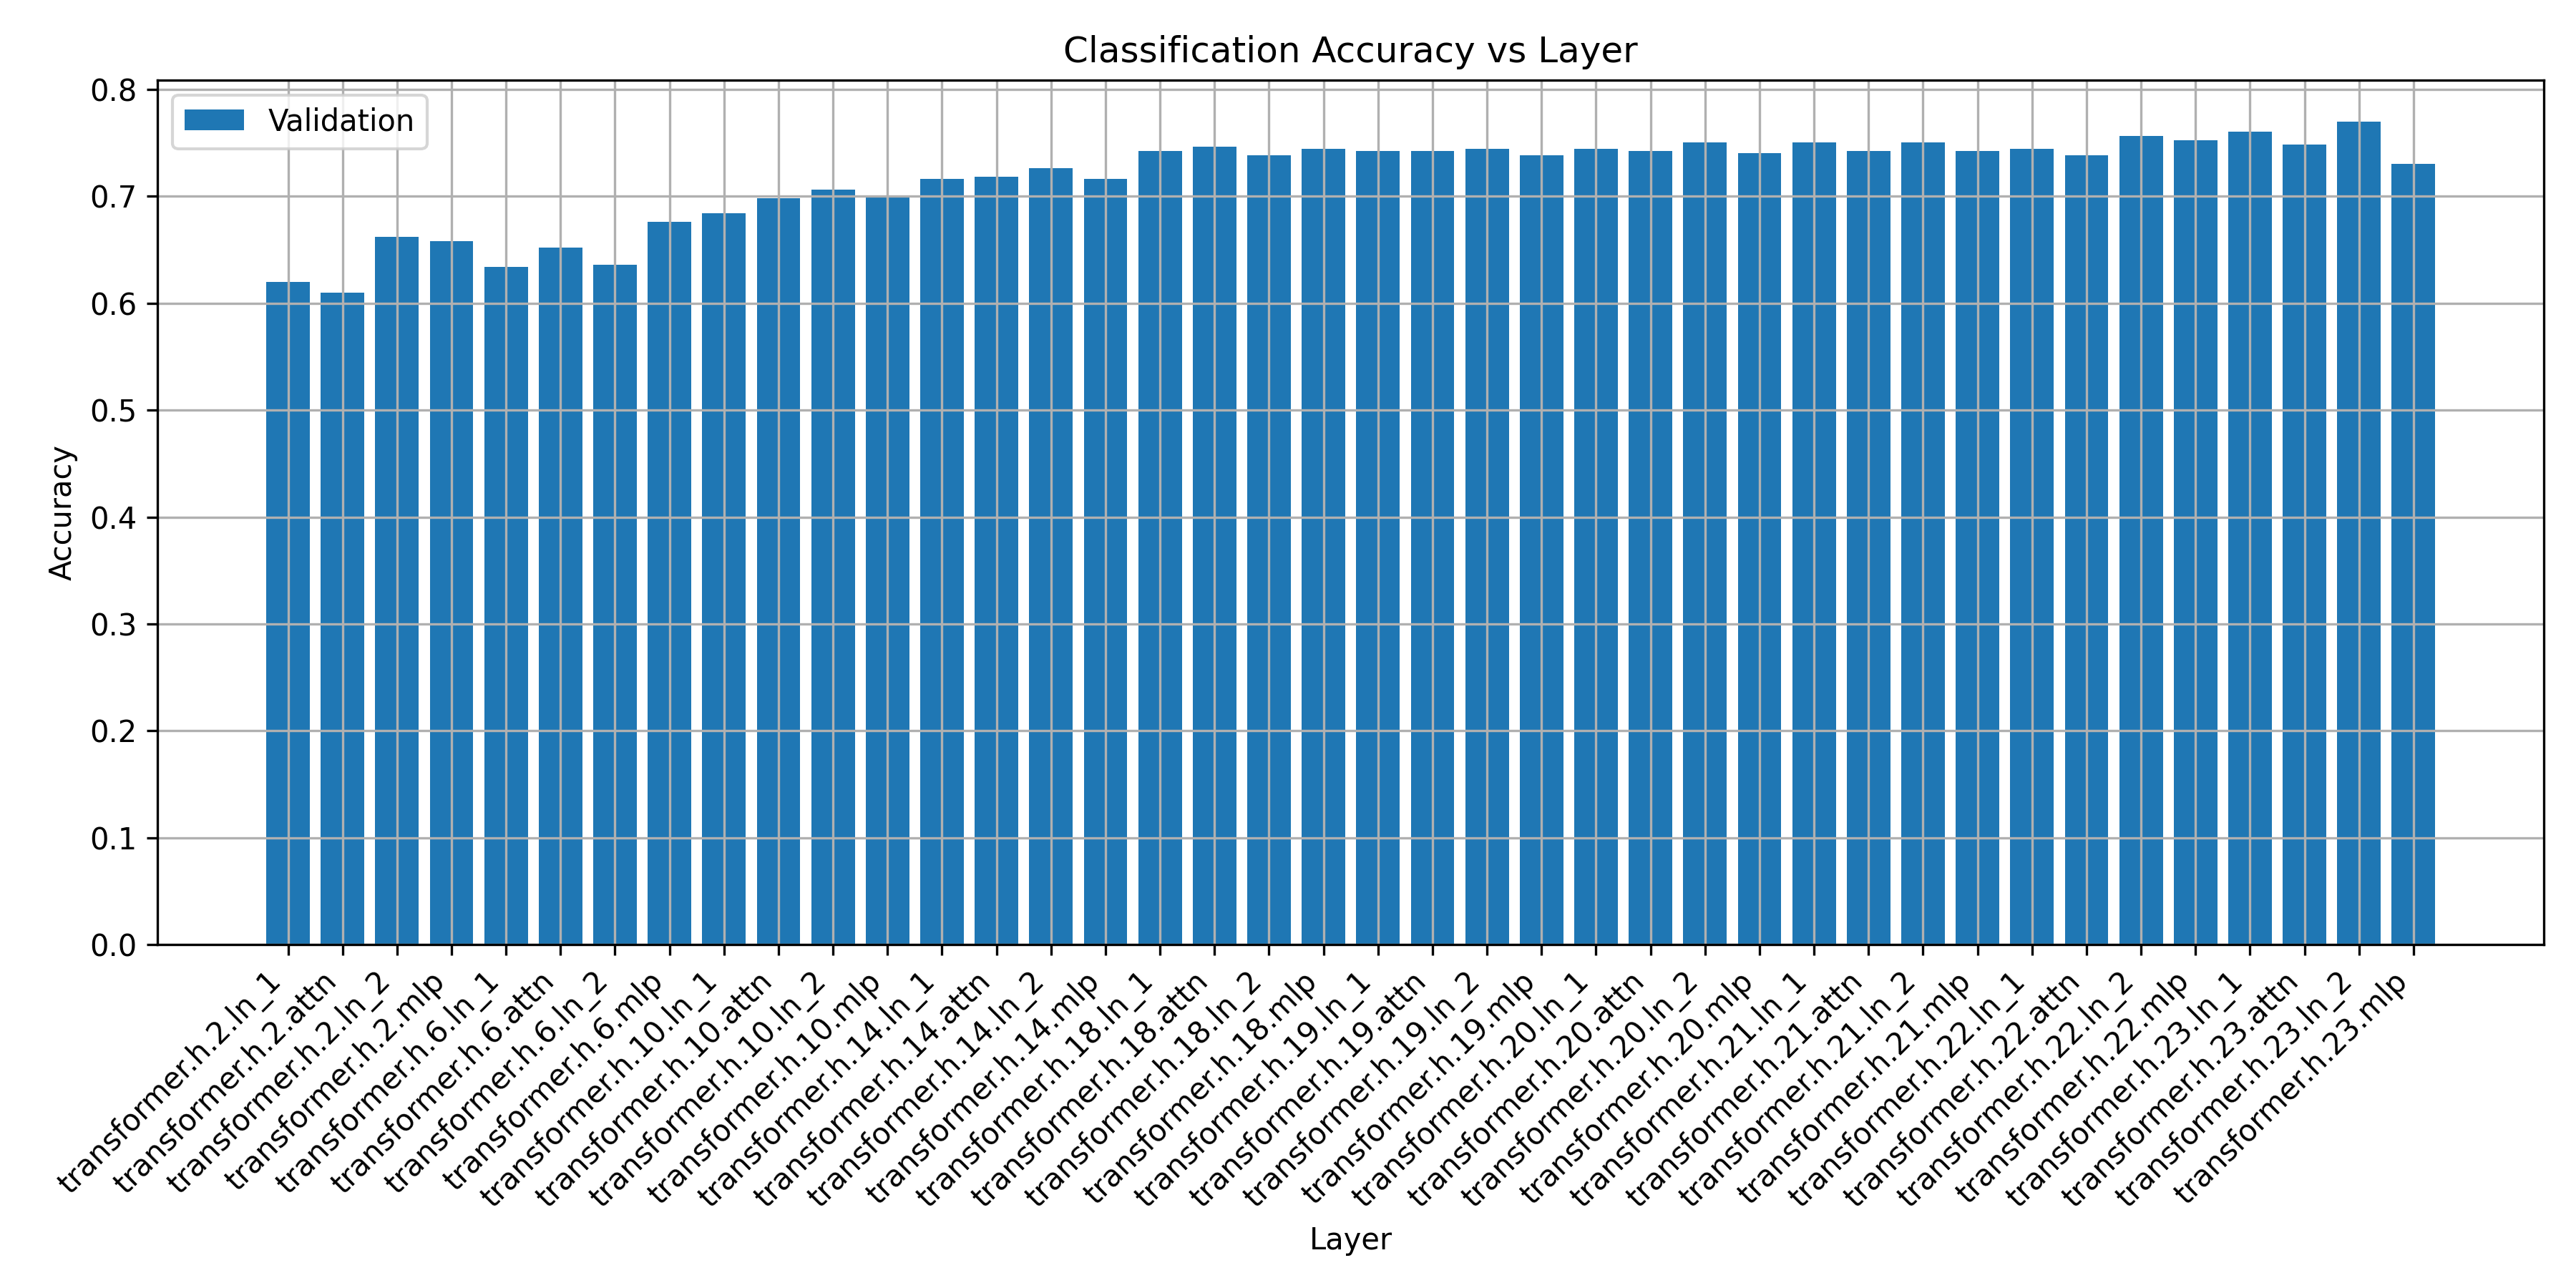 Classification Accuracy vs Layer
Validation
0.8
0.7
0.6
0.5
0.4
0.3
0.2
0.1
0.0
Accuracy
transformer.h.2.ln_1
transformer.h.2.attn
transformer.h.2.ln_2
transformer.h.2.mlp
transformer.h.6.ln_1
transformer.h.6.attn
transformer.h.6.ln_2
transformer.h.6.mlp
transformer.h.10.ln_1
transformer.h.10.attn
transformer.h.10.ln_2
transformer.h.10.mlp
transformer.h.14.ln_1
transformer.h.14.attn
transformer.h.14.ln_2
transformer.h.14.mlp
transformer.h.18.ln_1
transformer.h.18.attn
transformer.h.18.ln_2
transformer.h.18.mlp
transformer.h.19.ln_1
transformer.h.19.attn
transformer.h.19.ln_2
transformer.h.19.mlp
transformer.h.20.ln_1
transformer.h.20.attn
transformer.h.20.ln_2
transformer.h.20.mlp
transformer.h.21.ln_1
transformer.h.21.attn
transformer.h.21.ln_2
transformer.h.21.mlp
transformer.h.22.ln_1
transformer.h.22.attn
transformer.h.22.ln_2
transformer.h.22.mlp
transformer.h.23.ln_1
transformer.h.23.attn
transformer.h.23.ln_2
transformer.h.23.mlp
Layer